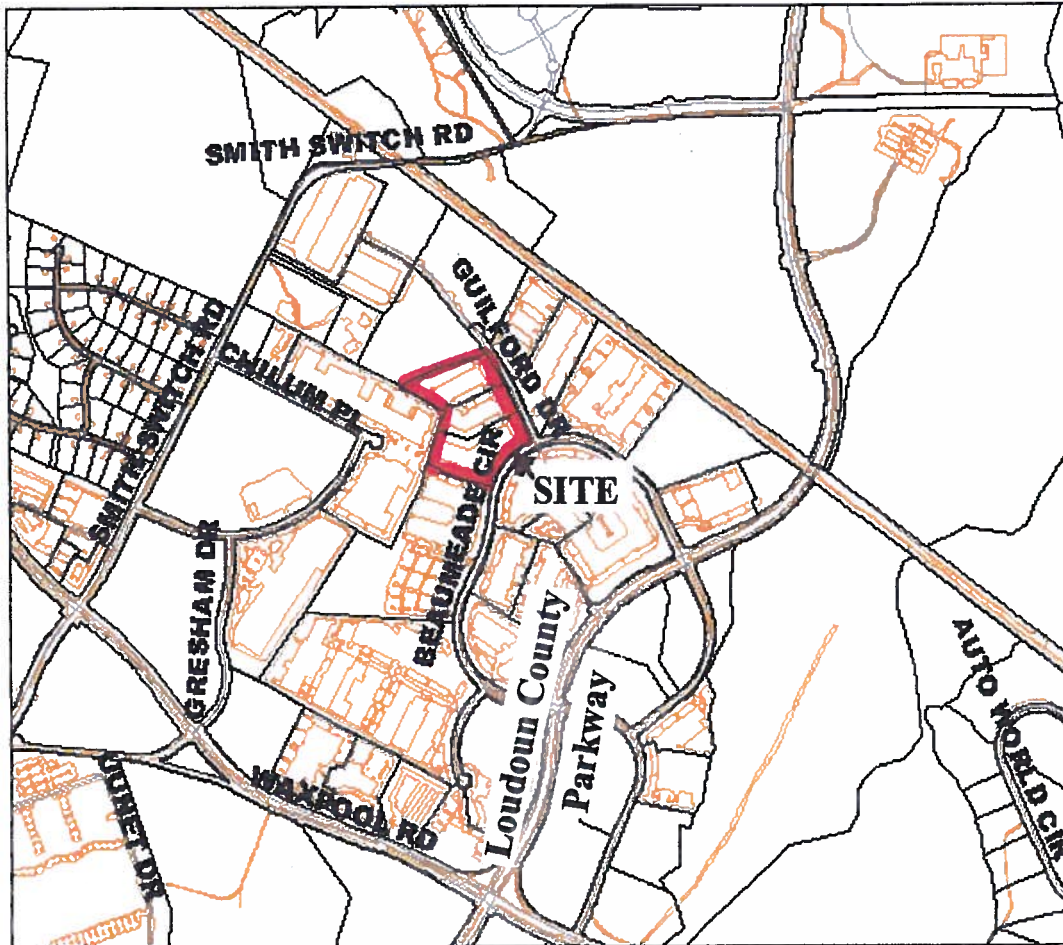 SMITH SWITCH RD
GUILFORD DR
SMITH SWITCH RD
CHILLUM PL
BEAUMEADE CIR
SITE
GRESHAM DR
Loudoun County
Parkway
AUTO WORLD CIR
WAXPOOL RD